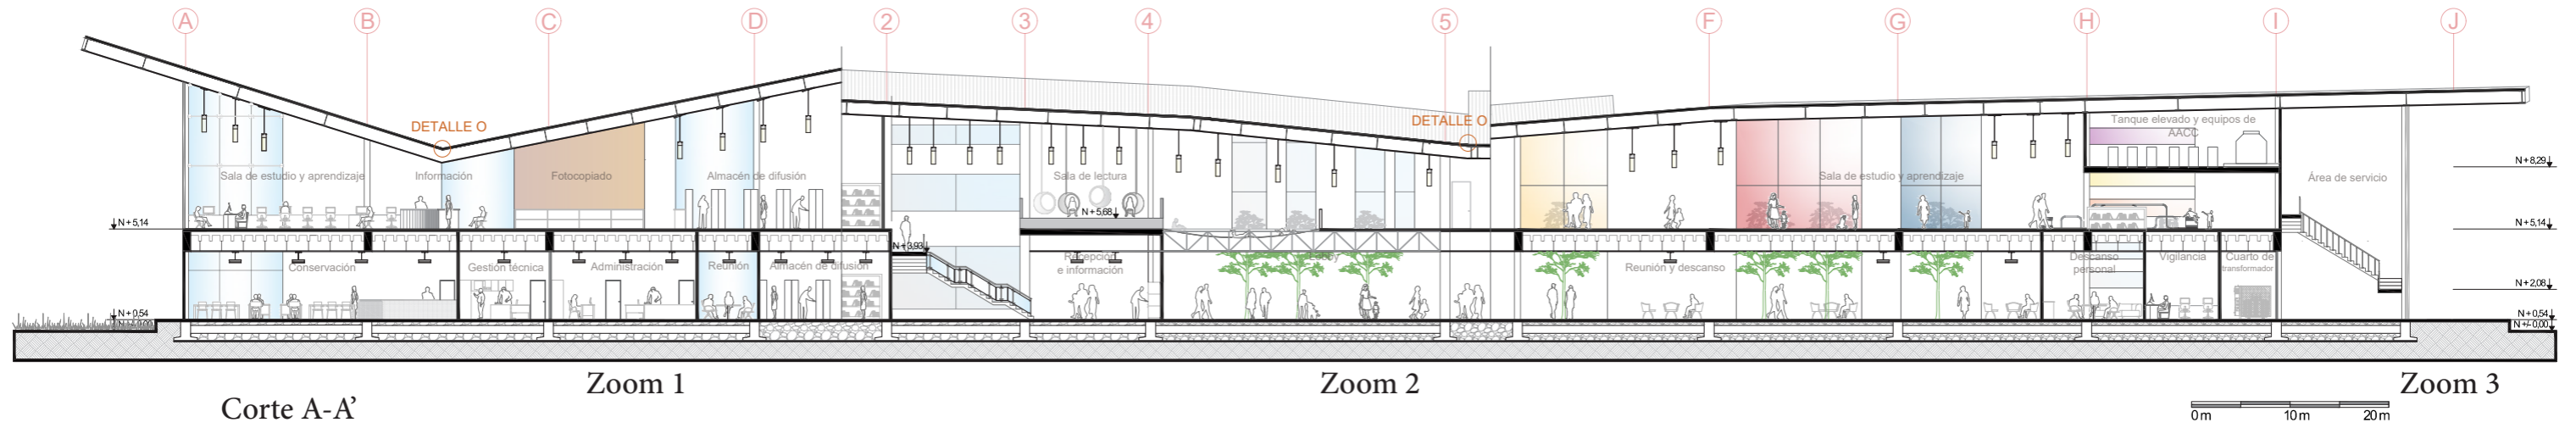 A B C D 2 3 4 5 F G H I J
DETALLE O
DETALLE O
Tanque elevado y equipos de
AACC
N + 8,29
Sala de estudio y aprendizaje
Información
Fotocopiado
Almacén de difusión
Sala de lectura
Sala de estudio y aprendizaje
Área de servicio
N + 5,68
N + 5,14
N + 5,14
N + 3,93
Conservación
Gestión técnica
Administración
Reunión
Almacén de difusión
Recepción
e información
Lobby
Reunión y descanso
Descanso
personal
Vigilancia
Cuarto de
transformador
N + 2,08
N + 0,54
N + 0,54
N +/- 0,00
Zoom 1
Zoom 2
Zoom 3
Corte A-A’
0 m 10 m 20 m